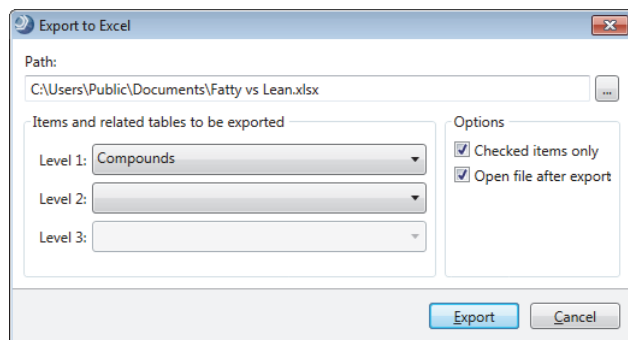 Export to Excel
Path:
C:\Users\Public\Documents\Fatty vs Lean.xlsx
...
Items and related tables to be exported
Options
Level 1: Compounds
Checked items only
Level 2:
Open file after export
Level 3:
Export Cancel